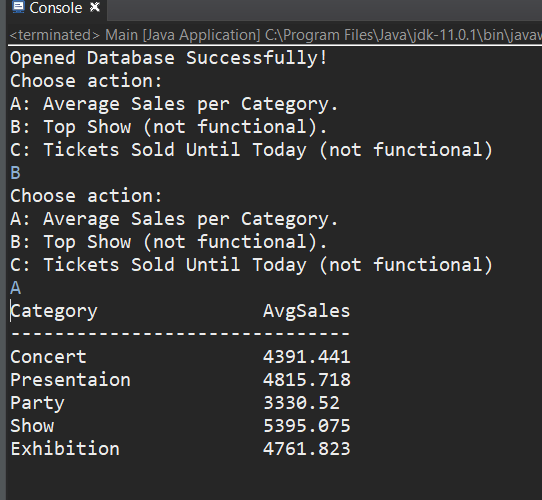 Console
<terminated> Main [Java Application] C:\Program Files\Java\jdk-11.0.1\bin\javaw
Opened Database Successfully!
Choose action:
A: Average Sales per Category.
B: Top Show (not functional).
C: Tickets Sold Until Today (not functional)
B
Choose action:
A: Average Sales per Category.
B: Top Show (not functional).
C: Tickets Sold Until Today (not functional)
A
Category AvgSales
-------------------------------
Concert 4391.441
Presentaion 4815.718
Party 3330.52
Show 5395.075
Exhibition 4761.823